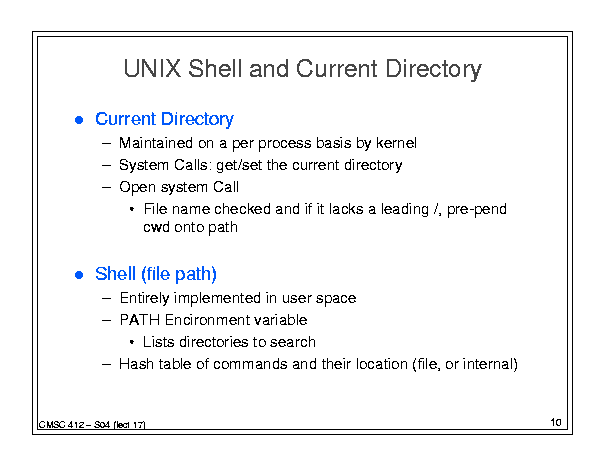 UNIX Shell and Current Directory
● Current Directory
– Maintained on a per process basis by kernel
– System Calls: get/set the current directory
– Open system Call
• File name checked and if it lacks a leading /, pre-pend
cwd onto path
● Shell (file path)
– Entirely implemented in user space
– PATH Encironment variable
• Lists directories to search
– Hash table of commands and their location (file, or internal)
CMSC 412 – S04 (lect 17)
10